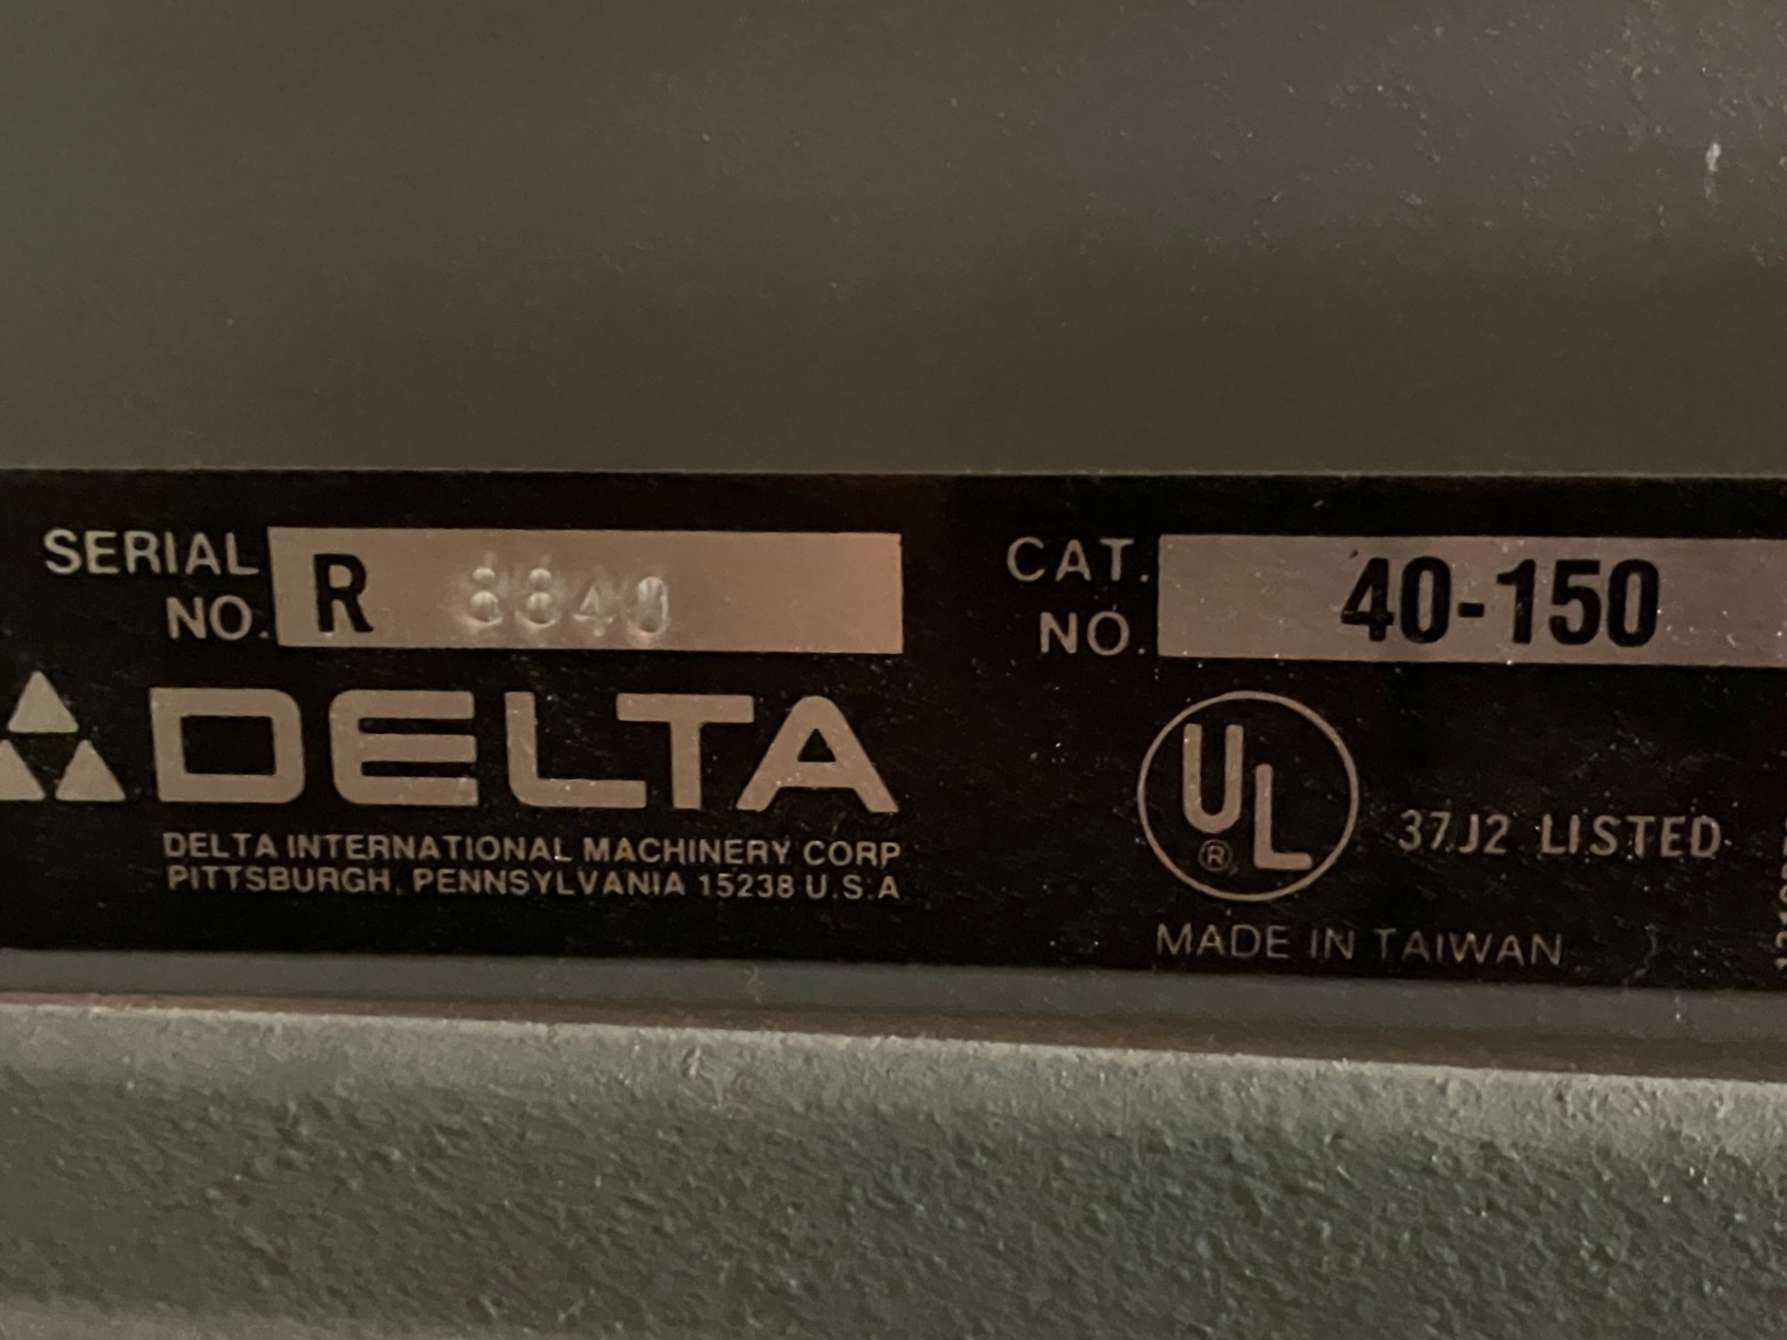 SERIAL NO. R 8840
DELTA
DELTA INTERNATIONAL MACHINERY CORP
PITTSBURGH, PENNSYLVANIA 15238 U.S.A
CAT. NO. 40-150
UL ® 37J2 LISTED
MADE IN TAIWAN